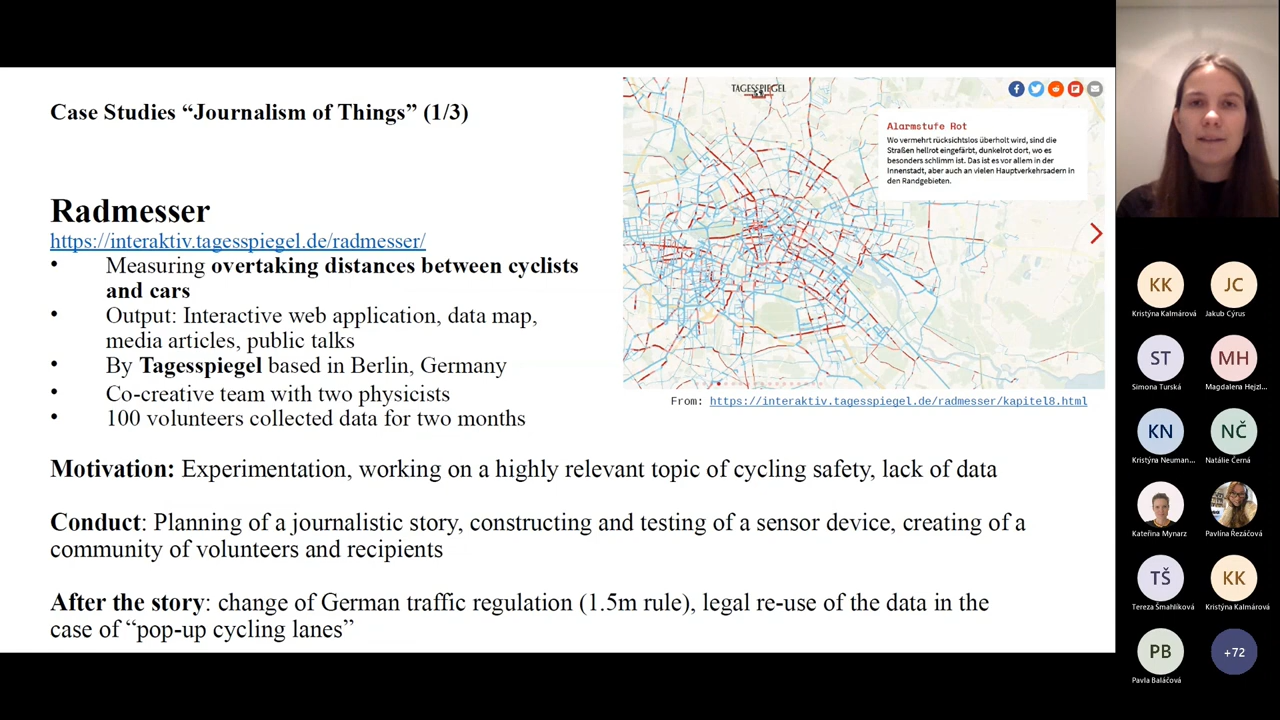 Case Studies “Journalism of Things” (1/3)
Radmesser
https://interaktiv.tagesspiegel.de/radmesser/
• Measuring overtaking distances between cyclists
and cars
• Output: Interactive web application, data map,
media articles, public talks
• By Tagesspiegel based in Berlin, Germany
• Co-creative team with two physicists
• 100 volunteers collected data for two months
TAGESSPIEGEL
Alarmstufe Rot
Wo vermehrt rücksichtslos überholt wird, sind die
Straßen hellrot eingefärbt, dunkelrot dort, wo es
besonders schlimm ist. Das ist es vor allem in der
Innenstadt, aber auch an vielen Hauptverkehrsadern in
den Randgebieten.
From: https://interaktiv.tagesspiegel.de/radmesser/kapitel8.html
Motivation: Experimentation, working on a highly relevant topic of cycling safety, lack of data
Conduct: Planning of a journalistic story, constructing and testing of a sensor device, creating of a
community of volunteers and recipients
After the story: change of German traffic regulation (1.5m rule), legal re-use of the data in the
case of “pop-up cycling lanes”
KK
Kristýna Kalmárová
JC
Jakub Cýrus
ST
Simona Turská
MH
Magdalena Hejzl...
KN
Kristýna Neuman...
NČ
Natálie Černá
Kateřina Mynarz
Pavlína Řezáčová
TŠ
Tereza Šmahlíková
KK
Kristýna Kalmárová
PB
Pavla Baláčová
+72